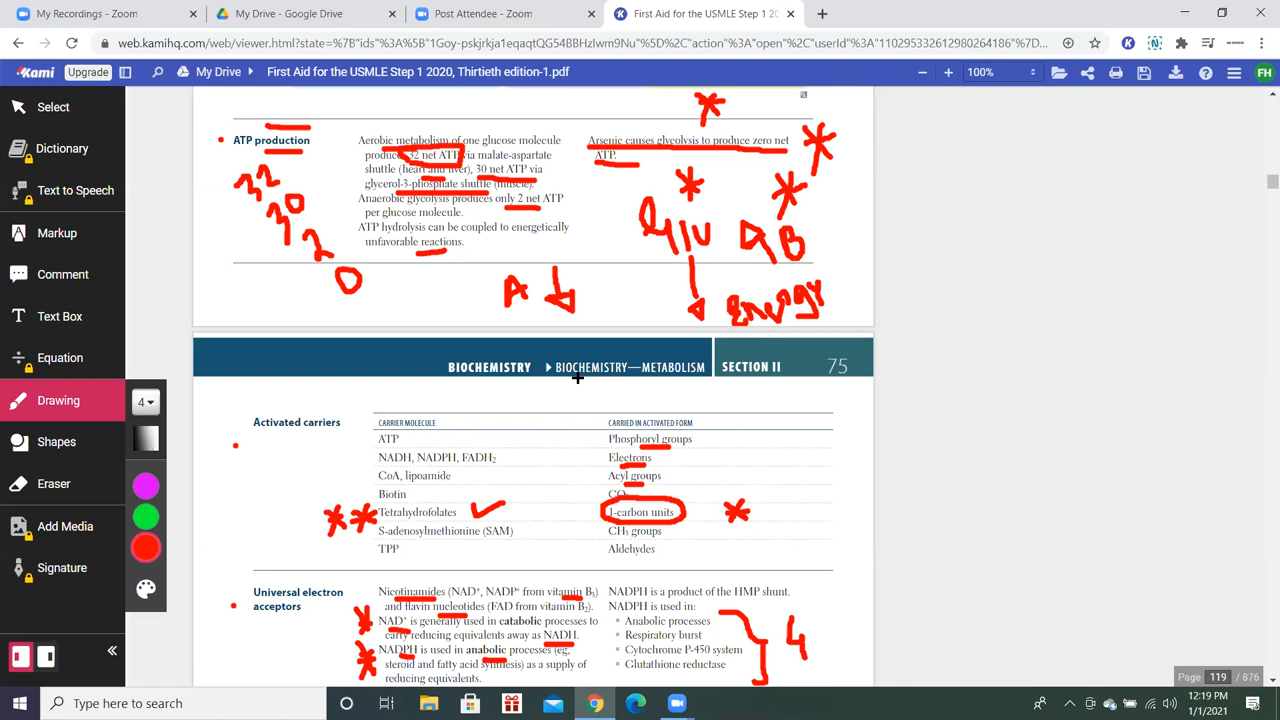 My Recordings - Zoom
My Drive - Google Drive
Post Attendee - Zoom
First Aid for the USMLE Step 1 20
web.kamihq.com/web/viewer.html?state=%7B"ids"%3A%5B"1Goy-pskjrkja1eqaqtQG54BBHzlwm9Nu"%5D%2C"action"%3A"open"%2C"userId"%3A"110295332612980264186"%7D...
Kami
Upgrade
My Drive
First Aid for the USMLE Step 1 2020, Thirtieth edition-1.pdf
100%
FH
Select
Dictionary
Text to Speech
Markup
Comment
T Text Box
Equation
Drawing
4
Shapes
Eraser
Add Media
Signature
ATP production
Aerobic metabolism of one glucose molecule
produces 32 net ATP via malate-aspartate
shuttle (heart and liver), 30 net ATP via
glycerol-3-phosphate shuttle (muscle).
Anaerobic glycolysis produces only 2 net ATP
per glucose molecule.
ATP hydrolysis can be coupled to energetically
unfavorable reactions.
Arsenic causes glycolysis to produce zero net
ATP.
32
30
2
0
A
B
Energy
BIOCHEMISTRY
BIOCHEMISTRY—METABOLISM
SECTION II
75
Activated carriers
CARRIER MOLECULE
CARRIED IN ACTIVATED FORM
ATP
Phosphoryl groups
NADH, NADPH, FADH₂
Electrons
CoA, lipoamide
Acyl groups
Biotin
CO₂
Tetrahydrofolates
1-carbon units
S-adenosylmethionine (SAM)
CH₃ groups
TPP
Aldehydes
Universal electron
acceptors
Nicotinamides (NAD⁺, NADP⁺ from vitamin B₃)
and flavin nucleotides (FAD from vitamin B₂).
NAD⁺ is generally used in catabolic processes to
carry reducing equivalents away as NADH.
NADPH is used in anabolic processes (eg,
steroid and fatty acid synthesis) as a supply of
reducing equivalents.
NADPH is a product of the HMP shunt.
NADPH is used in:
Anabolic processes
Respiratory burst
Cytochrome P-450 system
Glutathione reductase
4
Page 119 / 876
Type here to search
12:19 PM
1/1/2021